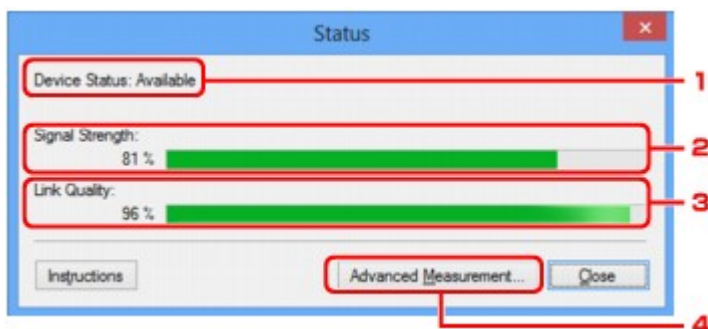 Status
Device Status: Available
1
Signal Strength:
81 %
2
Link Quality:
96 %
3
Instructions
Advanced Measurement...
Close
4